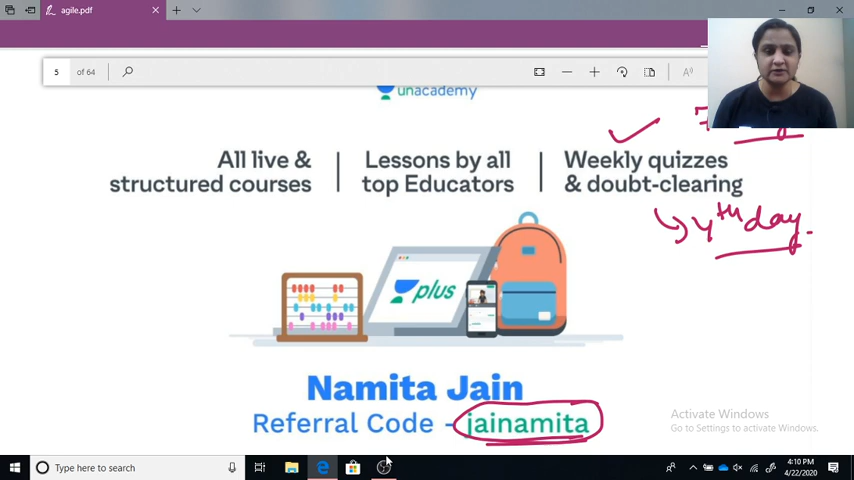 agile.pdf
5 of 64
unacademy
All live & structured courses
Lessons by all top Educators
Weekly quizzes & doubt-clearing
4th day.
plus
Namita Jain
Referral Code - jainamita
Activate Windows
Go to Settings to activate Windows.
Type here to search
4:10 PM
4/22/2020